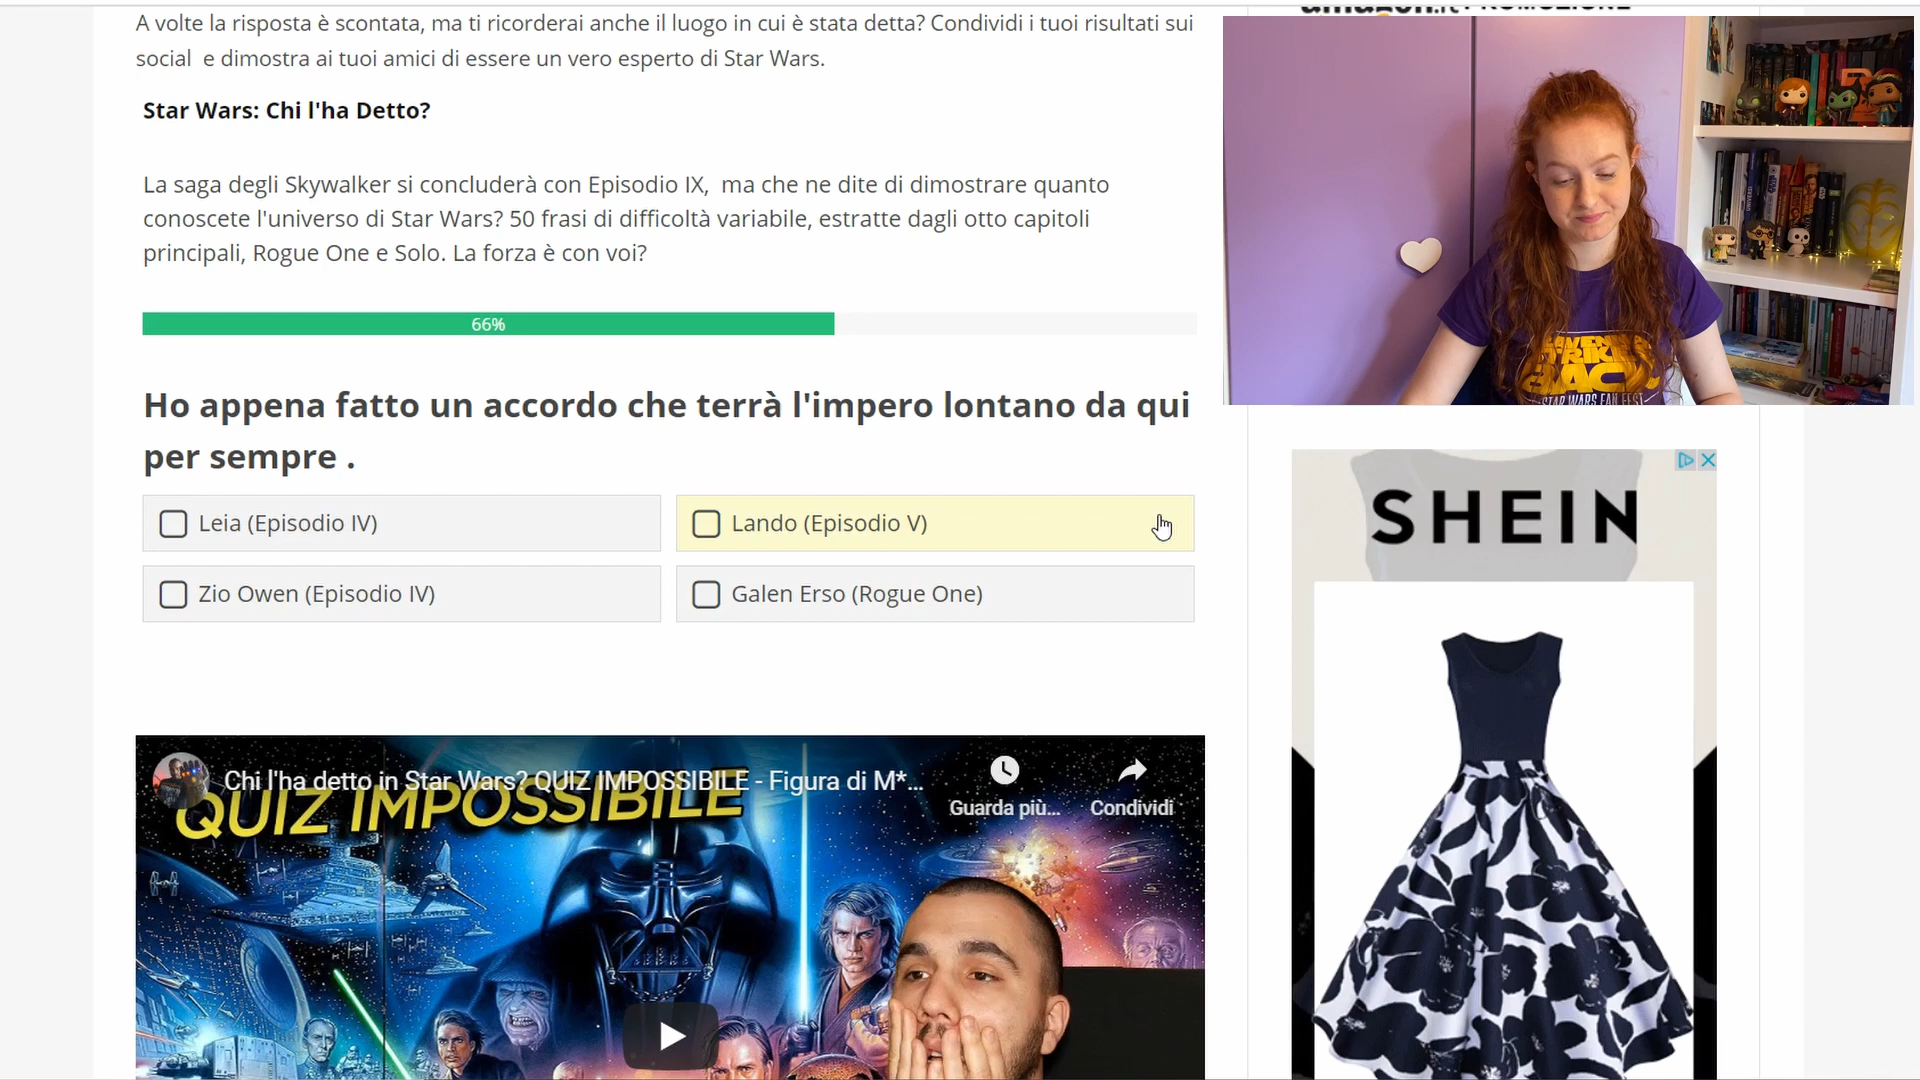 A volte la risposta è scontata, ma ti ricorderai anche il luogo in cui è stata detta? Condividi i tuoi risultati sui
social  e dimostra ai tuoi amici di essere un vero esperto di Star Wars.
Star Wars: Chi l'ha Detto?
La saga degli Skywalker si concluderà con Episodio IX,  ma che ne dite di dimostrare quanto
conoscete l'universo di Star Wars? 50 frasi di difficoltà variabile, estratte dagli otto capitoli
principali, Rogue One e Solo. La forza è con voi?
66%
Ho appena fatto un accordo che terrà l'impero lontano da qui
per sempre .
Leia (Episodio IV)
Lando (Episodio V)
Zio Owen (Episodio IV)
Galen Erso (Rogue One)
Chi l'ha detto in Star Wars? QUIZ IMPOSSIBILE - Figura di M*...
Guarda più...
Condividi
QUIZ IMPOSSIBILE
STAR WARS FAN FEST
SHEIN